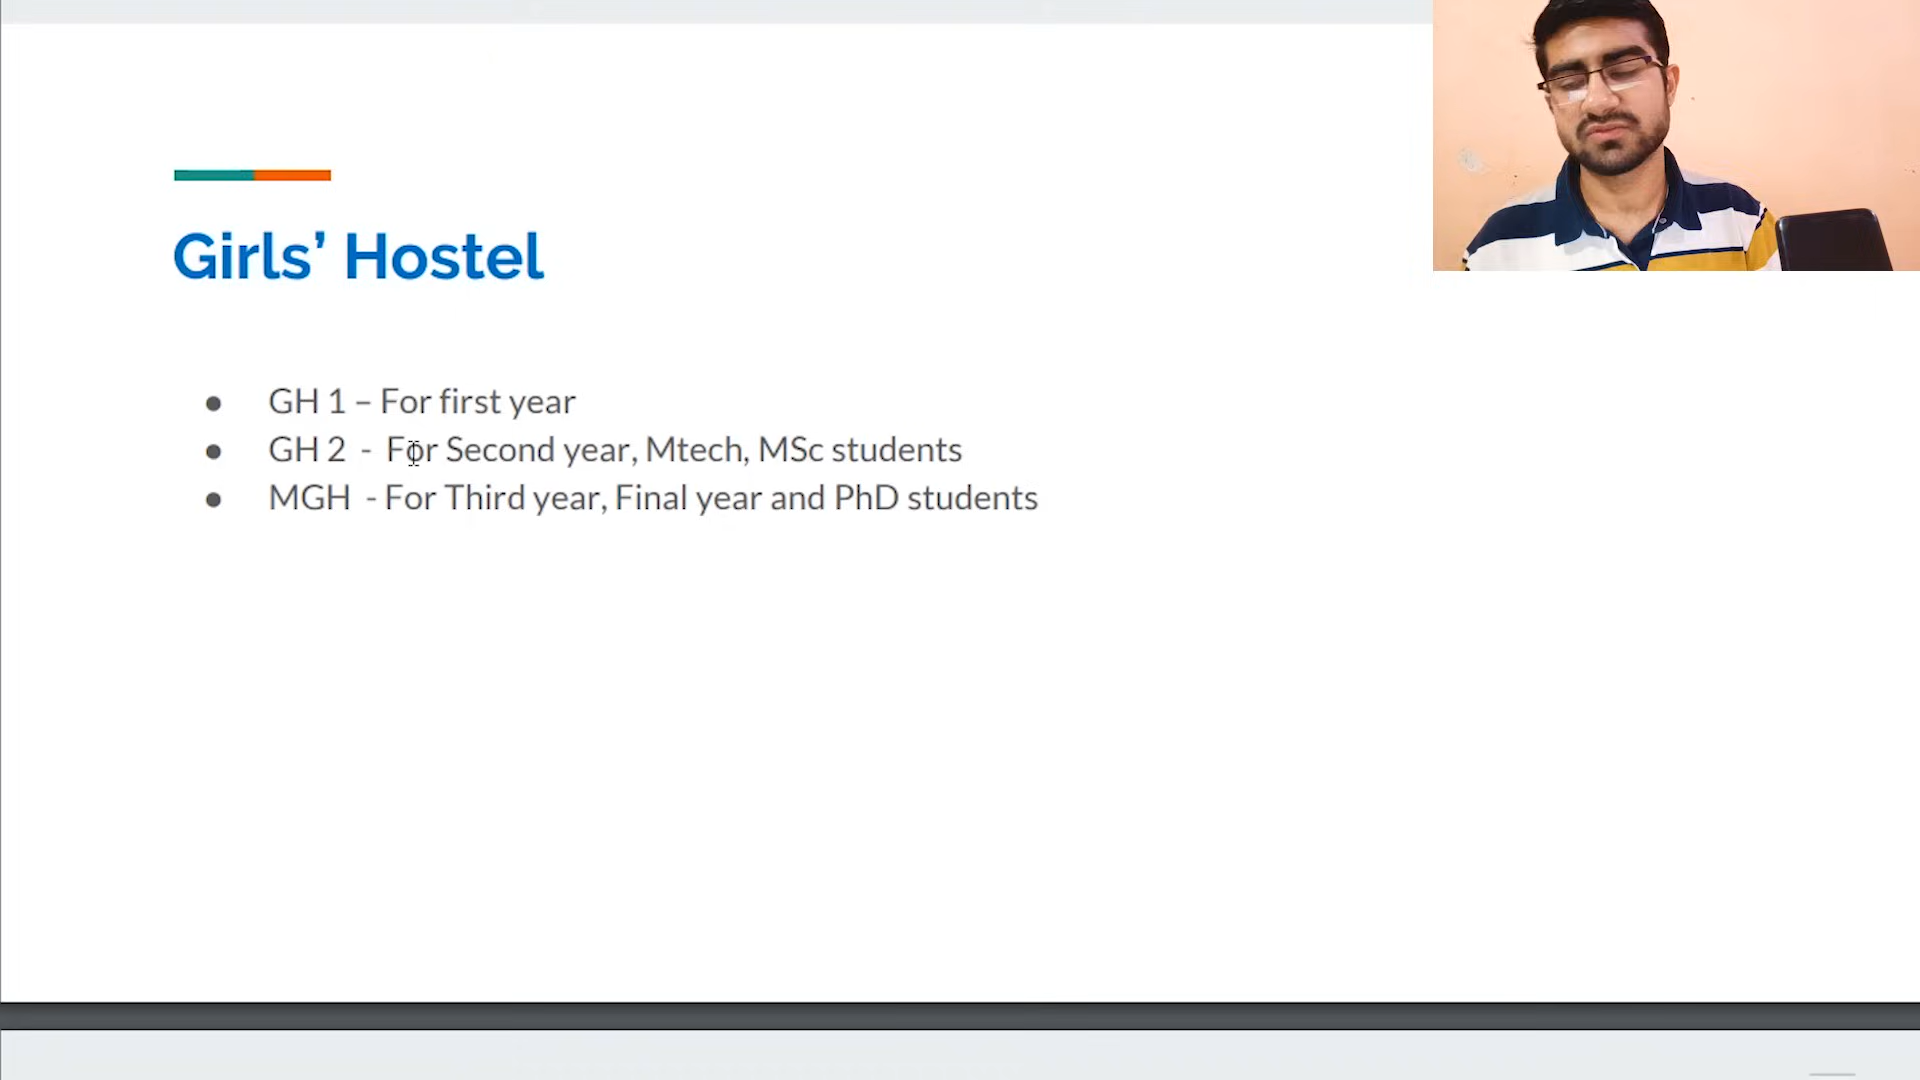 Girls’ Hostel
● GH 1 – For first year
● GH 2 - For Second year, Mtech, MSc students
● MGH - For Third year, Final year and PhD students